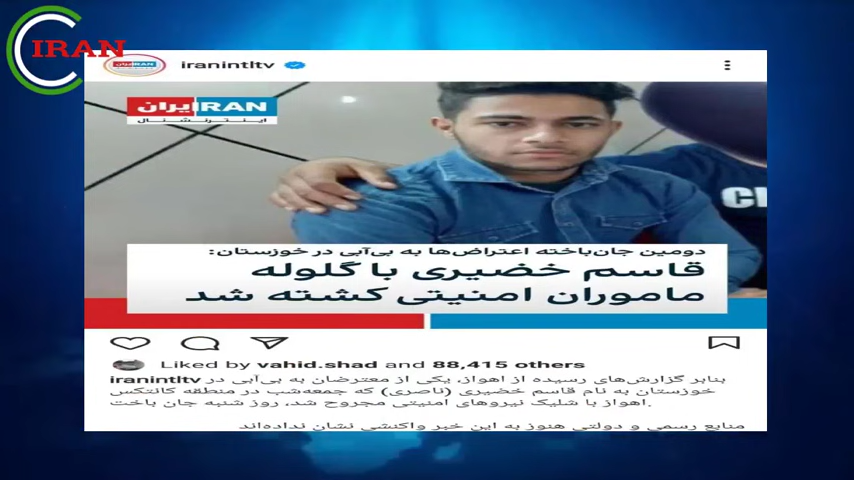 IRAN
iranintltv
ایران IRAN
اینترنشنال
دومین جان‌باخته اعتراض‌ها به بی‌آبی در خوزستان:
قاسم خضیری با گلوله
ماموران امنیتی کشته شد
Liked by vahid.shad and 88,415 others
iranintltv بنابر گزارش‌های رسیده از اهواز، یکی از معترضان به بی‌آبی در
خوزستان به نام قاسم خضیری (ناصری) که جمعه‌شب در منطقه کانتکس
اهواز با شلیک نیروهای امنیتی مجروح شد، روز شنبه جان باخت.
منابع رسمی و دولتی هنوز به این خبر واکنشی نشان نداده‌اند